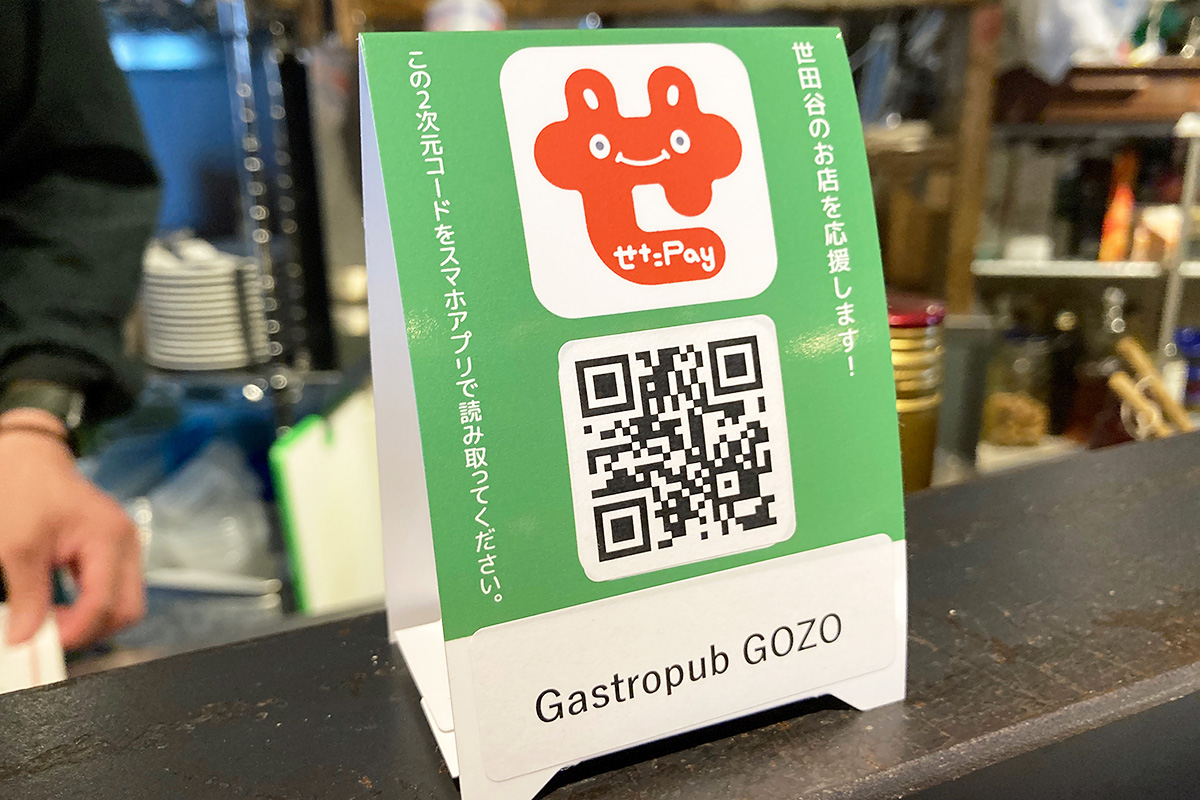 世田谷のお店を応援します！
せたPay
この2次元コードをスマホアプリで読み取ってください。
Gastropub GOZO